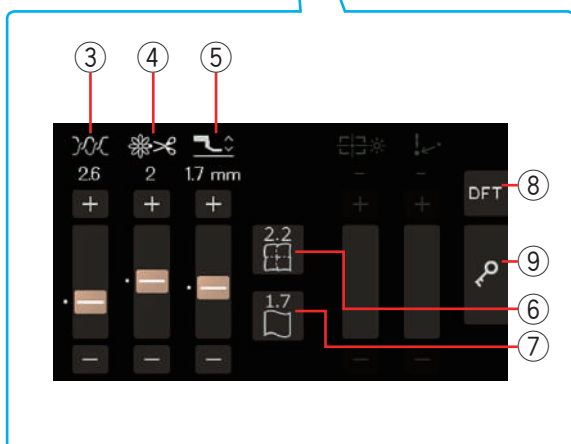 ③ ④ ⑤
2.6 2 1.7 mm - -
+ + + + +
DFT ⑧
2.2
⑨
1.7
⑥
- - - - -
⑦